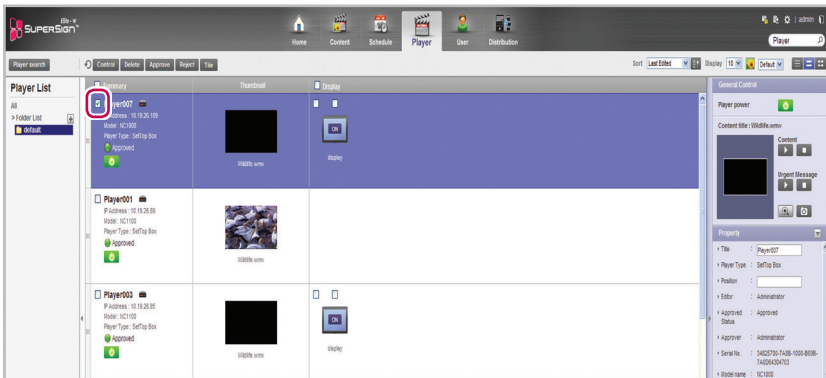 Elite-w
SUPERSIGN
Home
Content
Schedule
Player
User
Distribution
admin
Player
Player search
Control
Delete
Approve
Reject
Tile
Sort
Last Edited
Display
10
Default
Player List
All
> Folder List
default
Summary
Thumbnail
Display
IP Address : 10.19.26.109
Model : NC1000
Player Type : SetTop Box
Approved
Wildlife.wmv
ON
display
Player001
IP Address : 10.19.26.89
Model : NC1100
Player Type : SetTop Box
Approved
Wildlife.wmv
Player003
IP Address : 10.19.26.95
Model : NC1100
Player Type : SetTop Box
Approved
Wildlife.wmv
ON
display
General Control
Player power
Content title : Wildlife.wmv
Content
Urgent Message
Property
Title : Player007
Player Type : SetTop Box
Position :
Editor : Administrator
Approved Status : Approved
Approver : Administrator
Serial No. :
Model name : NC1000